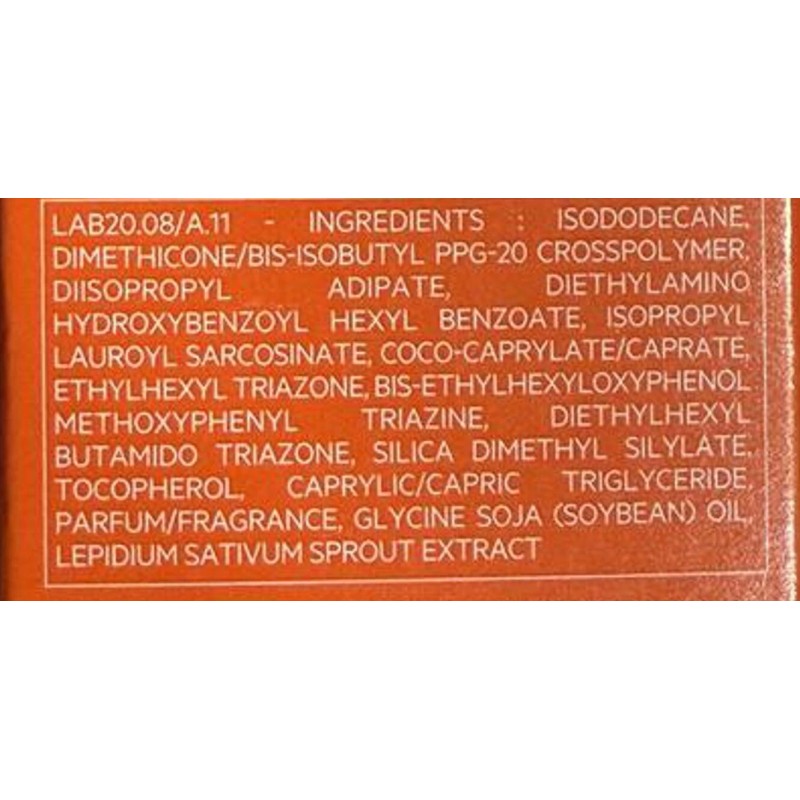 LAB20.08/A.11 - INGREDIENTS : ISODODECANE,
DIMETHICONE/BIS-ISOBUTYL PPG-20 CROSSPOLYMER,
DIISOPROPYL ADIPATE, DIETHYLAMINO
HYDROXYBENZOYL HEXYL BENZOATE, ISOPROPYL
LAUROYL SARCOSINATE, COCO-CAPRYLATE/CAPRATE,
ETHYLHEXYL TRIAZONE, BIS-ETHYLHEXYLOXYPHENOL
METHOXYPHENYL TRIAZINE, DIETHYLHEXYL
BUTAMIDO TRIAZONE, SILICA DIMETHYL SILYLATE,
TOCOPHEROL, CAPRYLIC/CAPRIC TRIGLYCERIDE,
PARFUM/FRAGRANCE, GLYCINE SOJA (SOYBEAN) OIL,
LEPIDIUM SATIVUM SPROUT EXTRACT